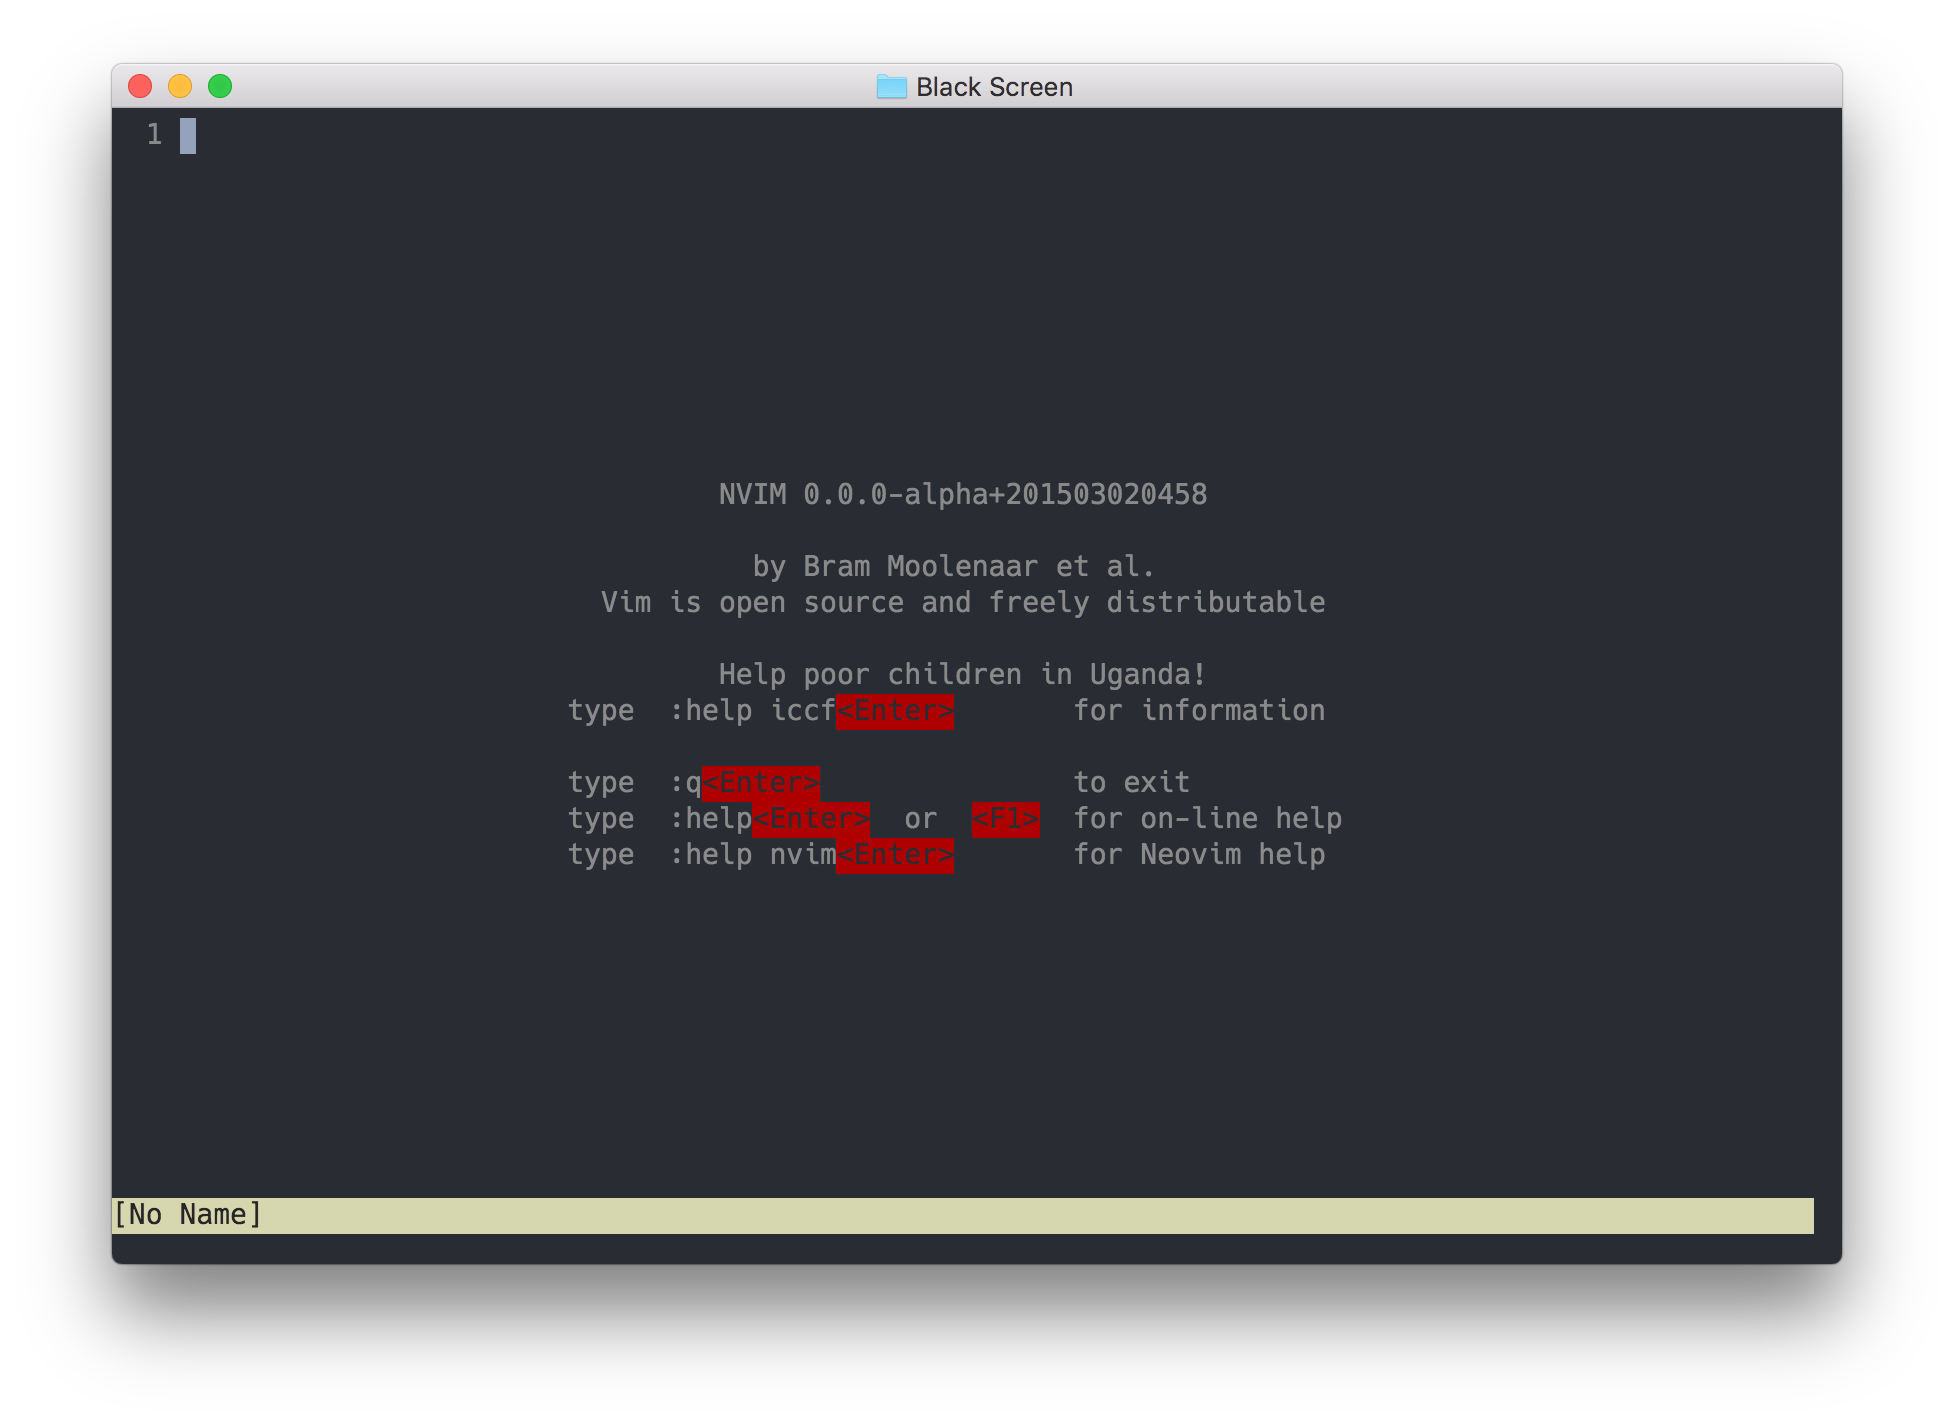 Black Screen
1
NVIM 0.0.0-alpha+201503020458
by Bram Moolenaar et al.
Vim is open source and freely distributable
Help poor children in Uganda!
type  :help iccf<Enter>       for information
type  :q<Enter>               to exit
type  :help<Enter>  or  <F1>  for on-line help
type  :help nvim<Enter>       for Neovim help
[No Name]